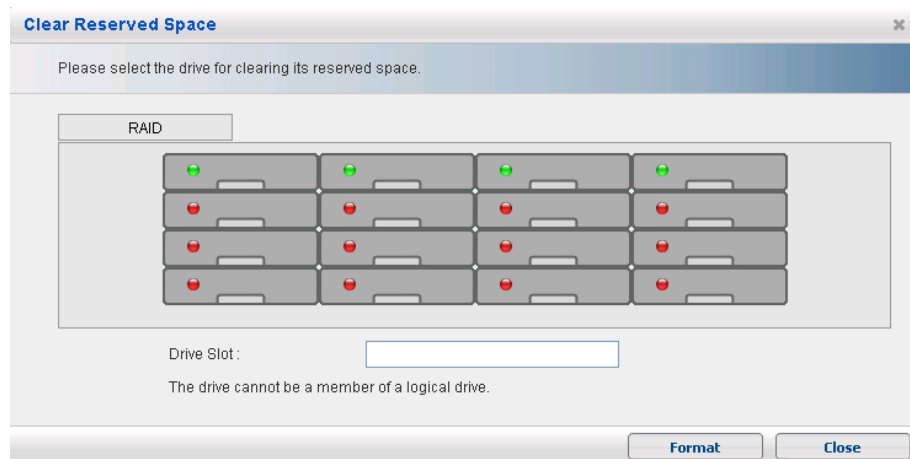 Clear Reserved Space
Please select the drive for clearing its reserved space.
RAID
Drive Slot :
The drive cannot be a member of a logical drive.
Format
Close